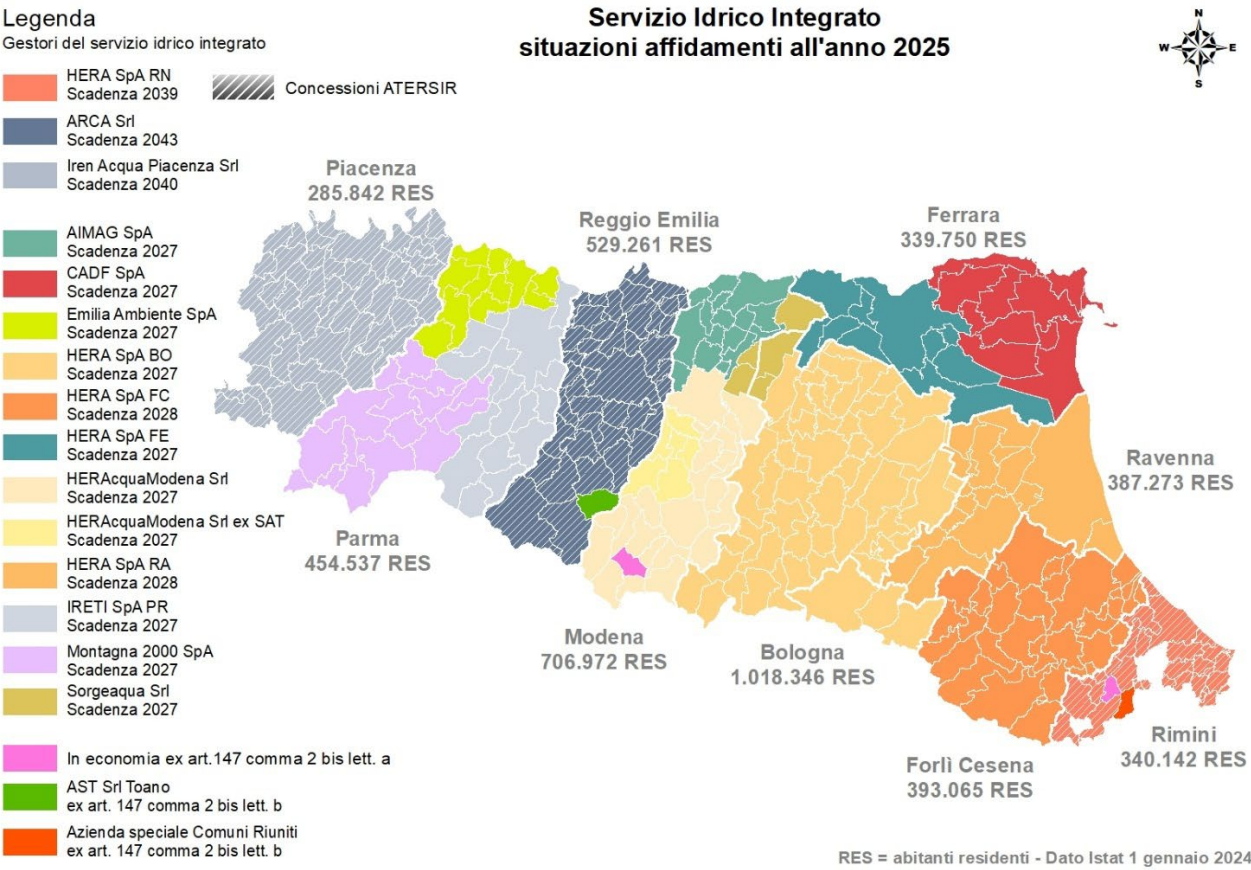 Legenda
Gestori del servizio idrico integrato
HERA SpA RN
Scadenza 2039
Concessioni ATERSIR
ARCA Srl
Scadenza 2043
Iren Acqua Piacenza Srl
Scadenza 2040
AIMAG SpA
Scadenza 2027
CADF SpA
Scadenza 2027
Emilia Ambiente SpA
Scadenza 2027
HERA SpA BO
Scadenza 2027
HERA SpA FC
Scadenza 2028
HERA SpA FE
Scadenza 2027
HERAcquaModena Srl
Scadenza 2027
HERAcquaModena Srl ex SAT
Scadenza 2027
HERA SpA RA
Scadenza 2028
IRETI SpA PR
Scadenza 2027
Montagna 2000 SpA
Scadenza 2027
Sorgeaqua Srl
Scadenza 2027
In economia ex art.147 comma 2 bis lett. a
AST Srl Toano
ex art. 147 comma 2 bis lett. b
Azienda speciale Comuni Riuniti
ex art. 147 comma 2 bis lett. b
Servizio Idrico Integrato
situazioni affidamenti all'anno 2025
N
W E
S
Piacenza
285.842 RES
Reggio Emilia
529.261 RES
Ferrara
339.750 RES
Ravenna
387.273 RES
Parma
454.537 RES
Modena
706.972 RES
Bologna
1.018.346 RES
Rimini
340.142 RES
Forlì Cesena
393.065 RES
RES = abitanti residenti - Dato Istat 1 gennaio 2024